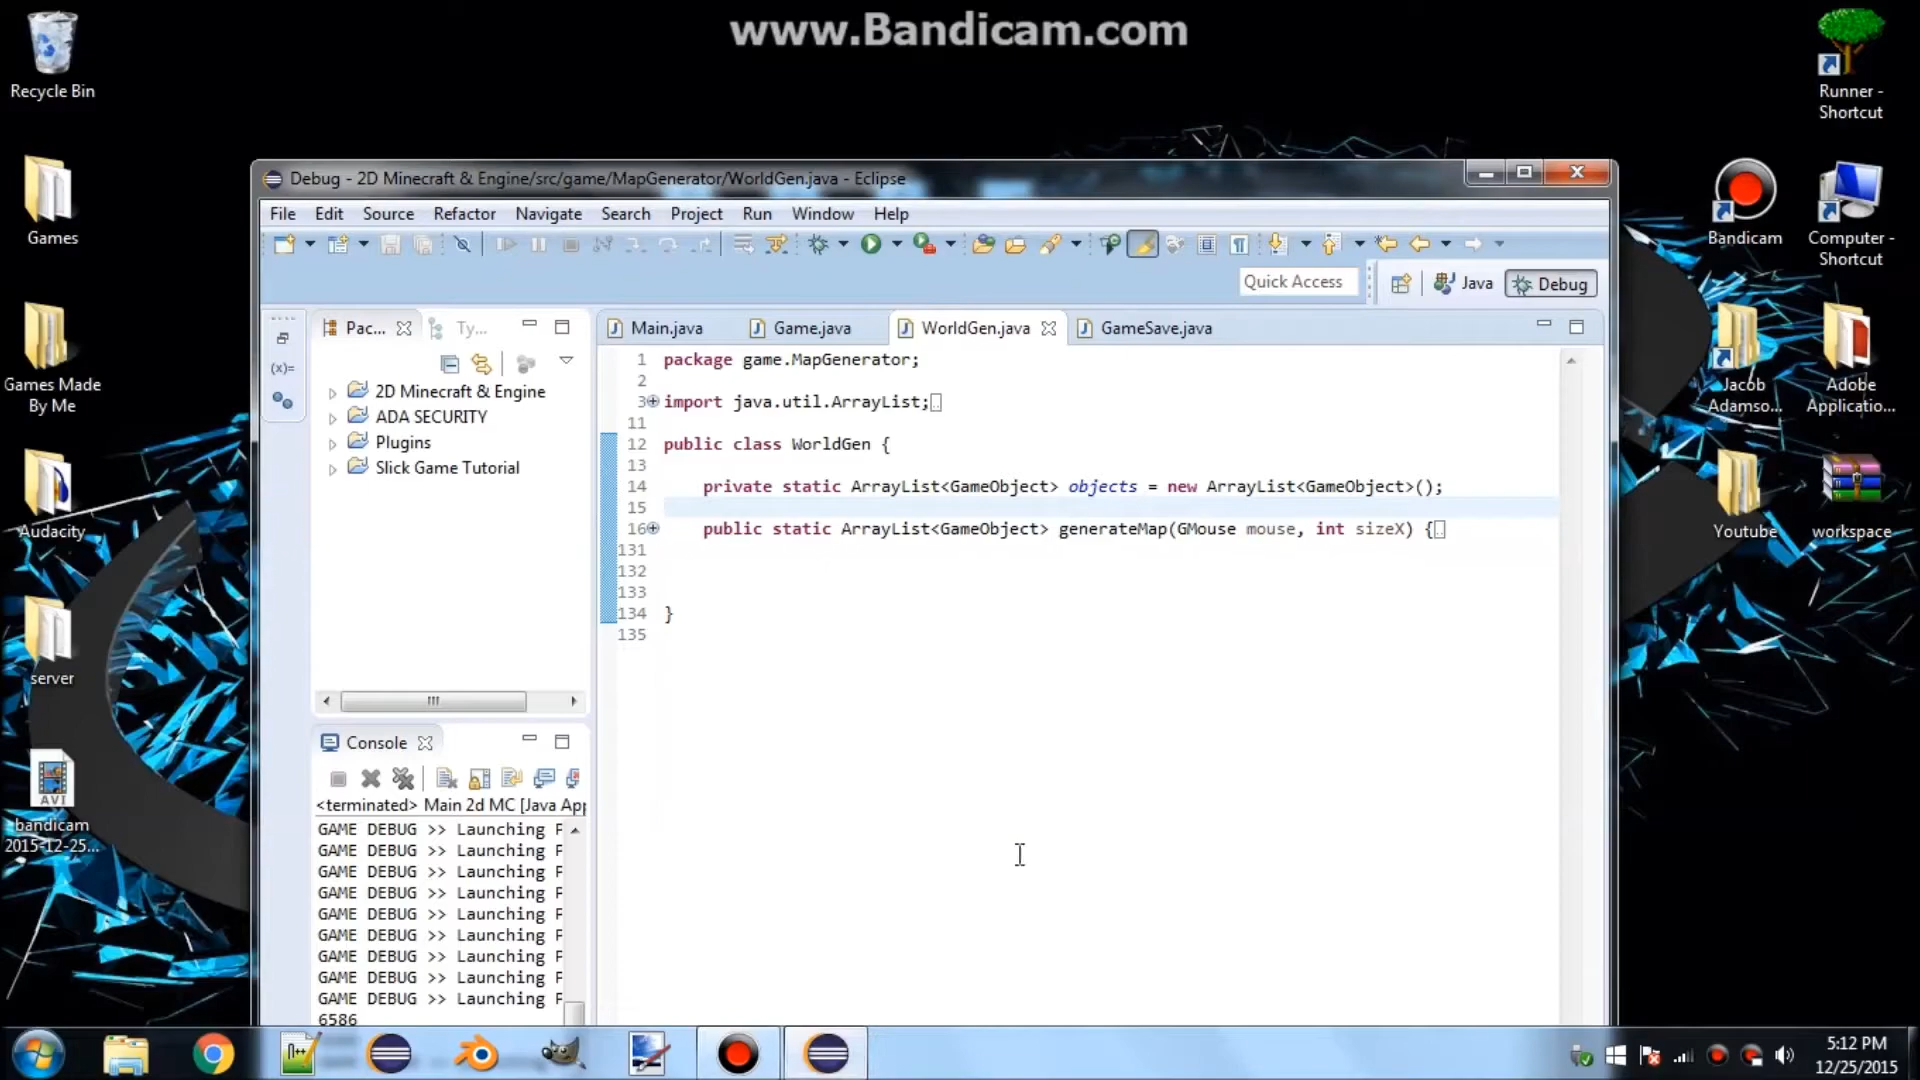 www.Bandicam.com
Recycle Bin
Games
Games Made
By Me
Audacity
server
AVI
bandicam
2015-12-25...
Runner -
Shortcut
Bandicam
Computer -
Shortcut
Jacob
Adamso...
Adobe
Applicatio...
Youtube
workspace
Debug - 2D Minecraft & Engine/src/game/MapGenerator/WorldGen.java - Eclipse
File Edit Source Refactor Navigate Search Project Run Window Help
Quick Access
Java
Debug
Pac...
Ty...
2D Minecraft & Engine
ADA SECURITY
Plugins
Slick Game Tutorial
Main.java
Game.java
WorldGen.java
GameSave.java
1 package game.MapGenerator;
2
3 import java.util.ArrayList;
11
12 public class WorldGen {
13
14 private static ArrayList<GameObject> objects = new ArrayList<GameObject>();
15
16 public static ArrayList<GameObject> generateMap(GMouse mouse, int sizeX) {
131
132
133
134 }
135
(x)=
Console
<terminated> Main 2d MC [Java App
GAME DEBUG >> Launching F
GAME DEBUG >> Launching F
GAME DEBUG >> Launching F
GAME DEBUG >> Launching F
GAME DEBUG >> Launching F
GAME DEBUG >> Launching F
GAME DEBUG >> Launching F
GAME DEBUG >> Launching F
GAME DEBUG >> Launching F
6586
5:12 PM
12/25/2015